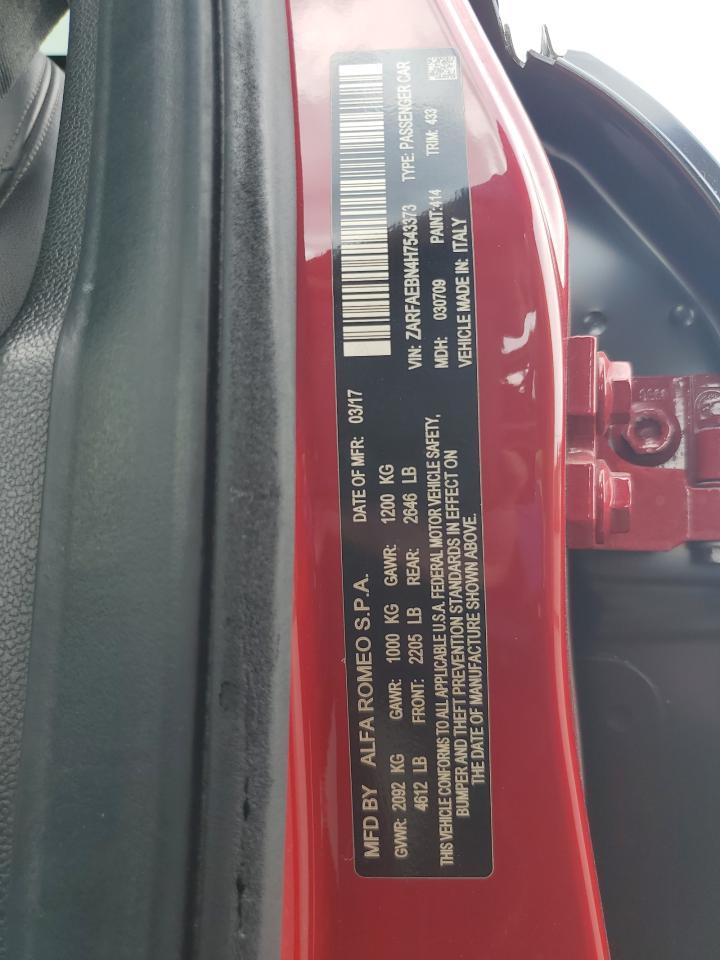 MFD BY ALFA ROMEO S.P.A. DATE OF MFR: 03/17
GVWR: 2092 KG GAWR: 1000 KG GAWR: 1200 KG
4612 LB FRONT: 2205 LB REAR: 2646 LB
THIS VEHICLE CONFORMS TO ALL APPLICABLE U.S.A. FEDERAL MOTOR VEHICLE SAFETY,
BUMPER AND THEFT PREVENTION STANDARDS IN EFFECT ON
THE DATE OF MANUFACTURE SHOWN ABOVE.
VIN: ZARFAEBN4H7543373 TYPE: PASSENGER CAR
MDH: 030709 PAINT:414 TRIM: 433
VEHICLE MADE IN: ITALY